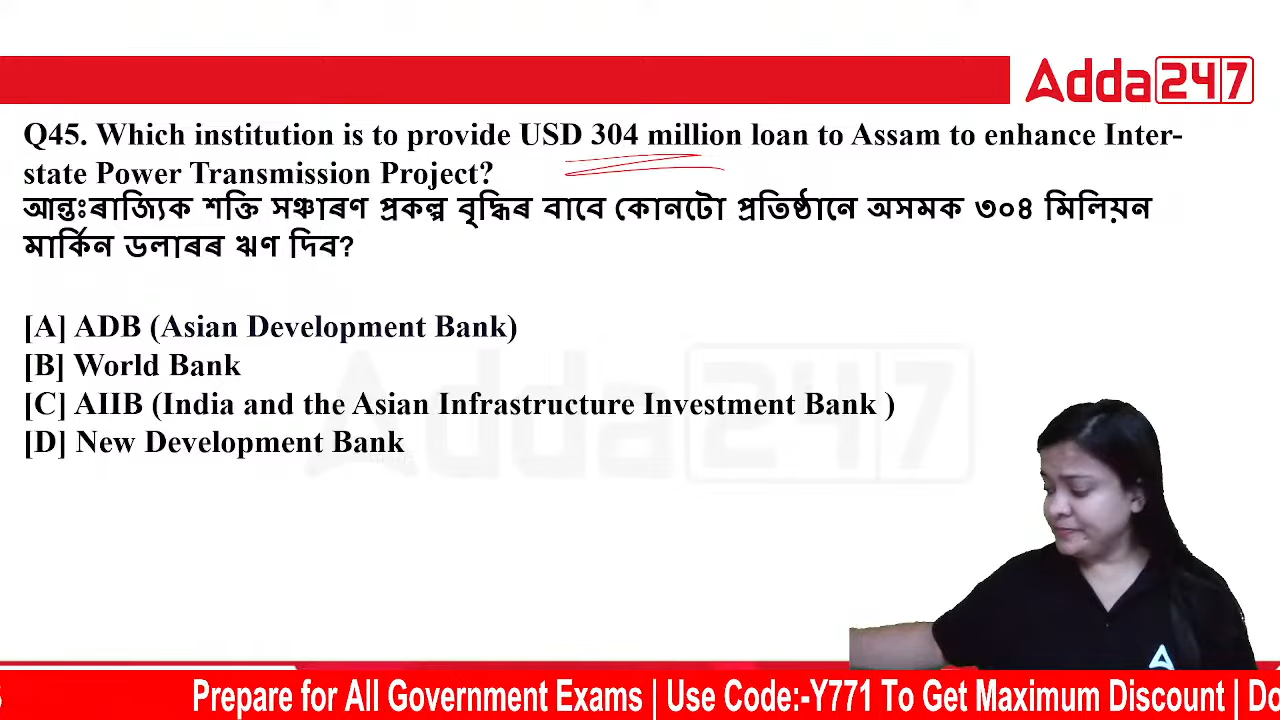 Adda247
Q45. Which institution is to provide USD 304 million loan to Assam to enhance Inter-
state Power Transmission Project?
আন্তঃৰাজ্যিক শক্তি সঞ্চাৰণ প্ৰকল্প বৃদ্ধিৰ বাবে কোনটো প্ৰতিষ্ঠানে অসমক ৩০৪ মিলিয়ন
মাৰ্কিন ডলাৰৰ ঋণ দিব?
[A] ADB (Asian Development Bank)
[B] World Bank
[C] AIIB (India and the Asian Infrastructure Investment Bank )
[D] New Development Bank
Adda247
Prepare for All Government Exams | Use Code:-Y771 To Get Maximum Discount | Do